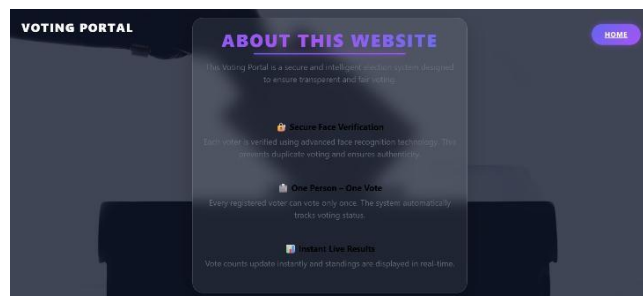 VOTING PORTAL
ABOUT THIS WEBSITE
HOME
This Voting Portal is a secure and intelligent election system designed
to ensure transparent and fair voting.
🔒 Secure Face Verification
Each voter is verified using advanced face recognition technology. This
prevents duplicate voting and ensures authenticity.
🗳️ One Person – One Vote
Every registered voter can vote only once. The system automatically
tracks voting status.
📊 Instant Live Results
Vote counts update instantly and standings are displayed in real-time.